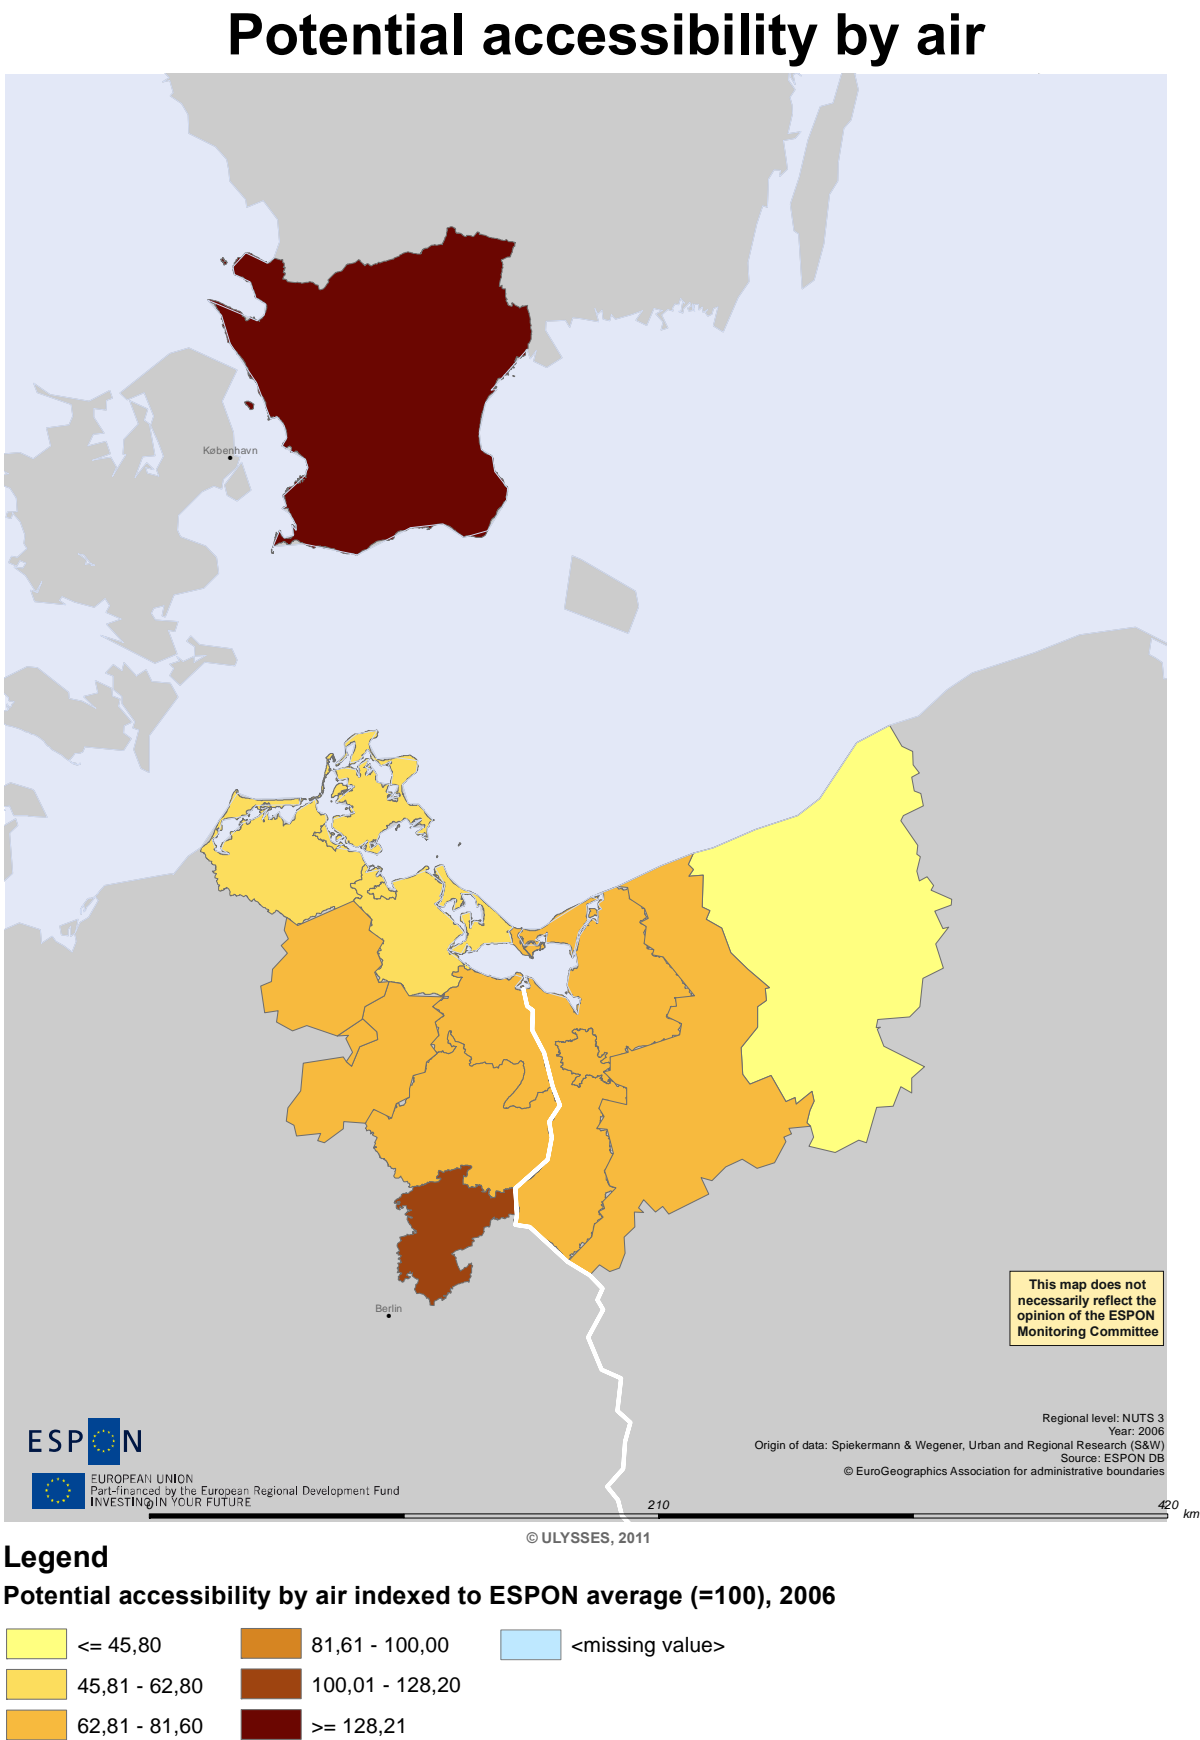 Potential accessibility by air
København
Berlin
This map does not
necessarily reflect the
opinion of the ESPON
Monitoring Committee
ESPON
EUROPEAN UNION
Part-financed by the European Regional Development Fund
INVESTING IN YOUR FUTURE
Regional level: NUTS 3
Year: 2006
Origin of data: Spiekermann & Wegener, Urban and Regional Research (S&W)
Source: ESPON DB
© EuroGeographics Association for administrative boundaries
0 210 420 km
© ULYSSES, 2011
Legend
Potential accessibility by air indexed to ESPON average (=100), 2006
<= 45,80
45,81 - 62,80
62,81 - 81,60
81,61 - 100,00
100,01 - 128,20
>= 128,21
<missing value>